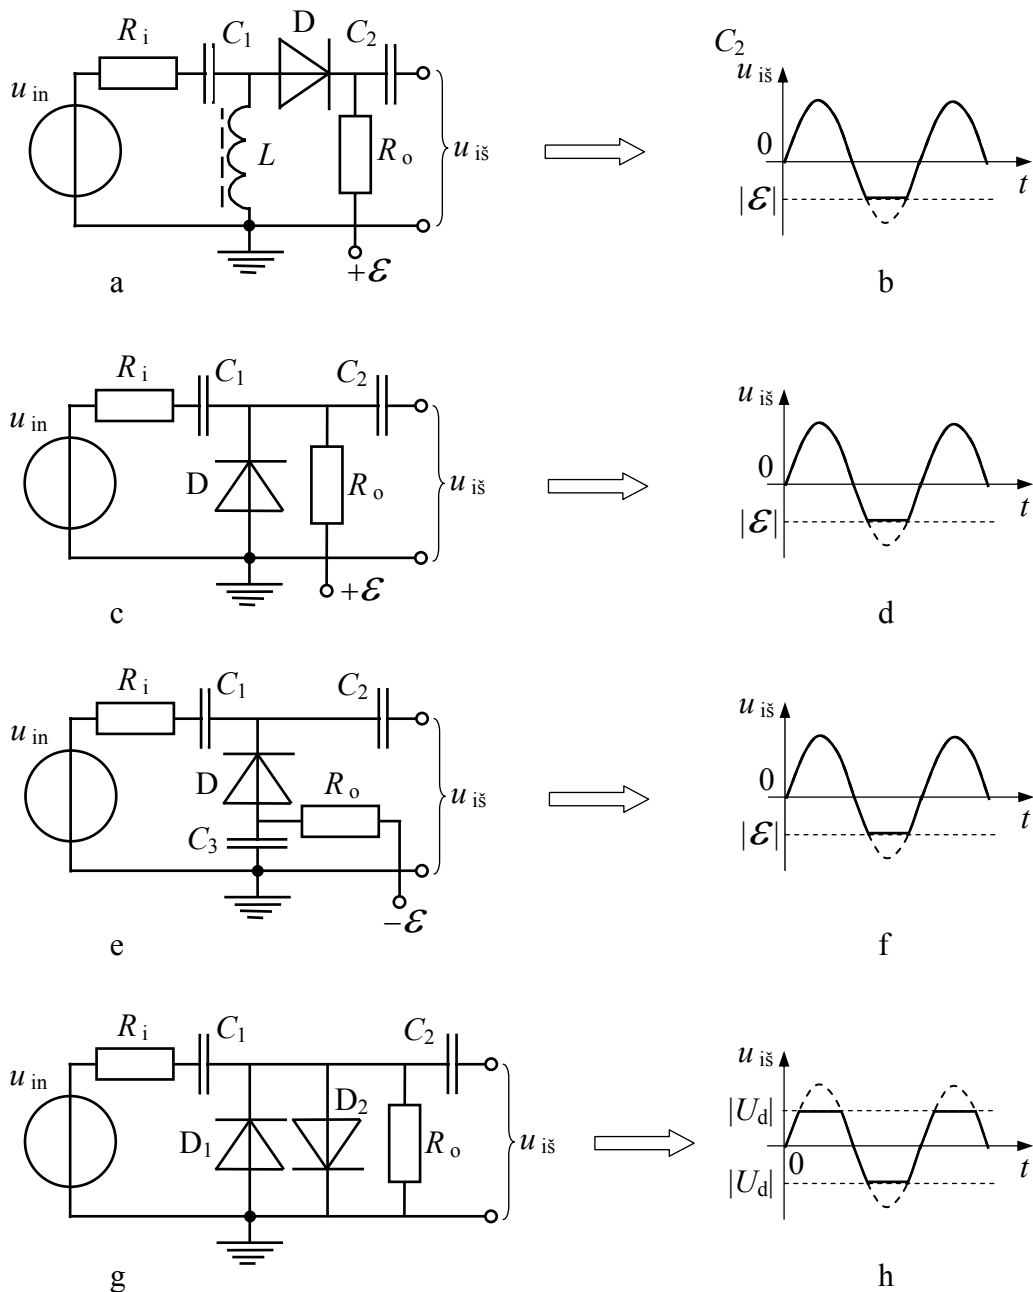 R i C1 D C2
u in
L R o u iš
+ε
a
C2
u iš
0
|ε| t
b
R i C1 C2
u in
D R o u iš
+ε
c
u iš
0
|ε| t
d
R i C1 C2
u in
D R o u iš
C3
−ε
e
u iš
0
|ε| t
f
R i C1 C2
u in
D1 D2 R o u iš
g
u iš
|Ud|
0 t
|Ud|
h